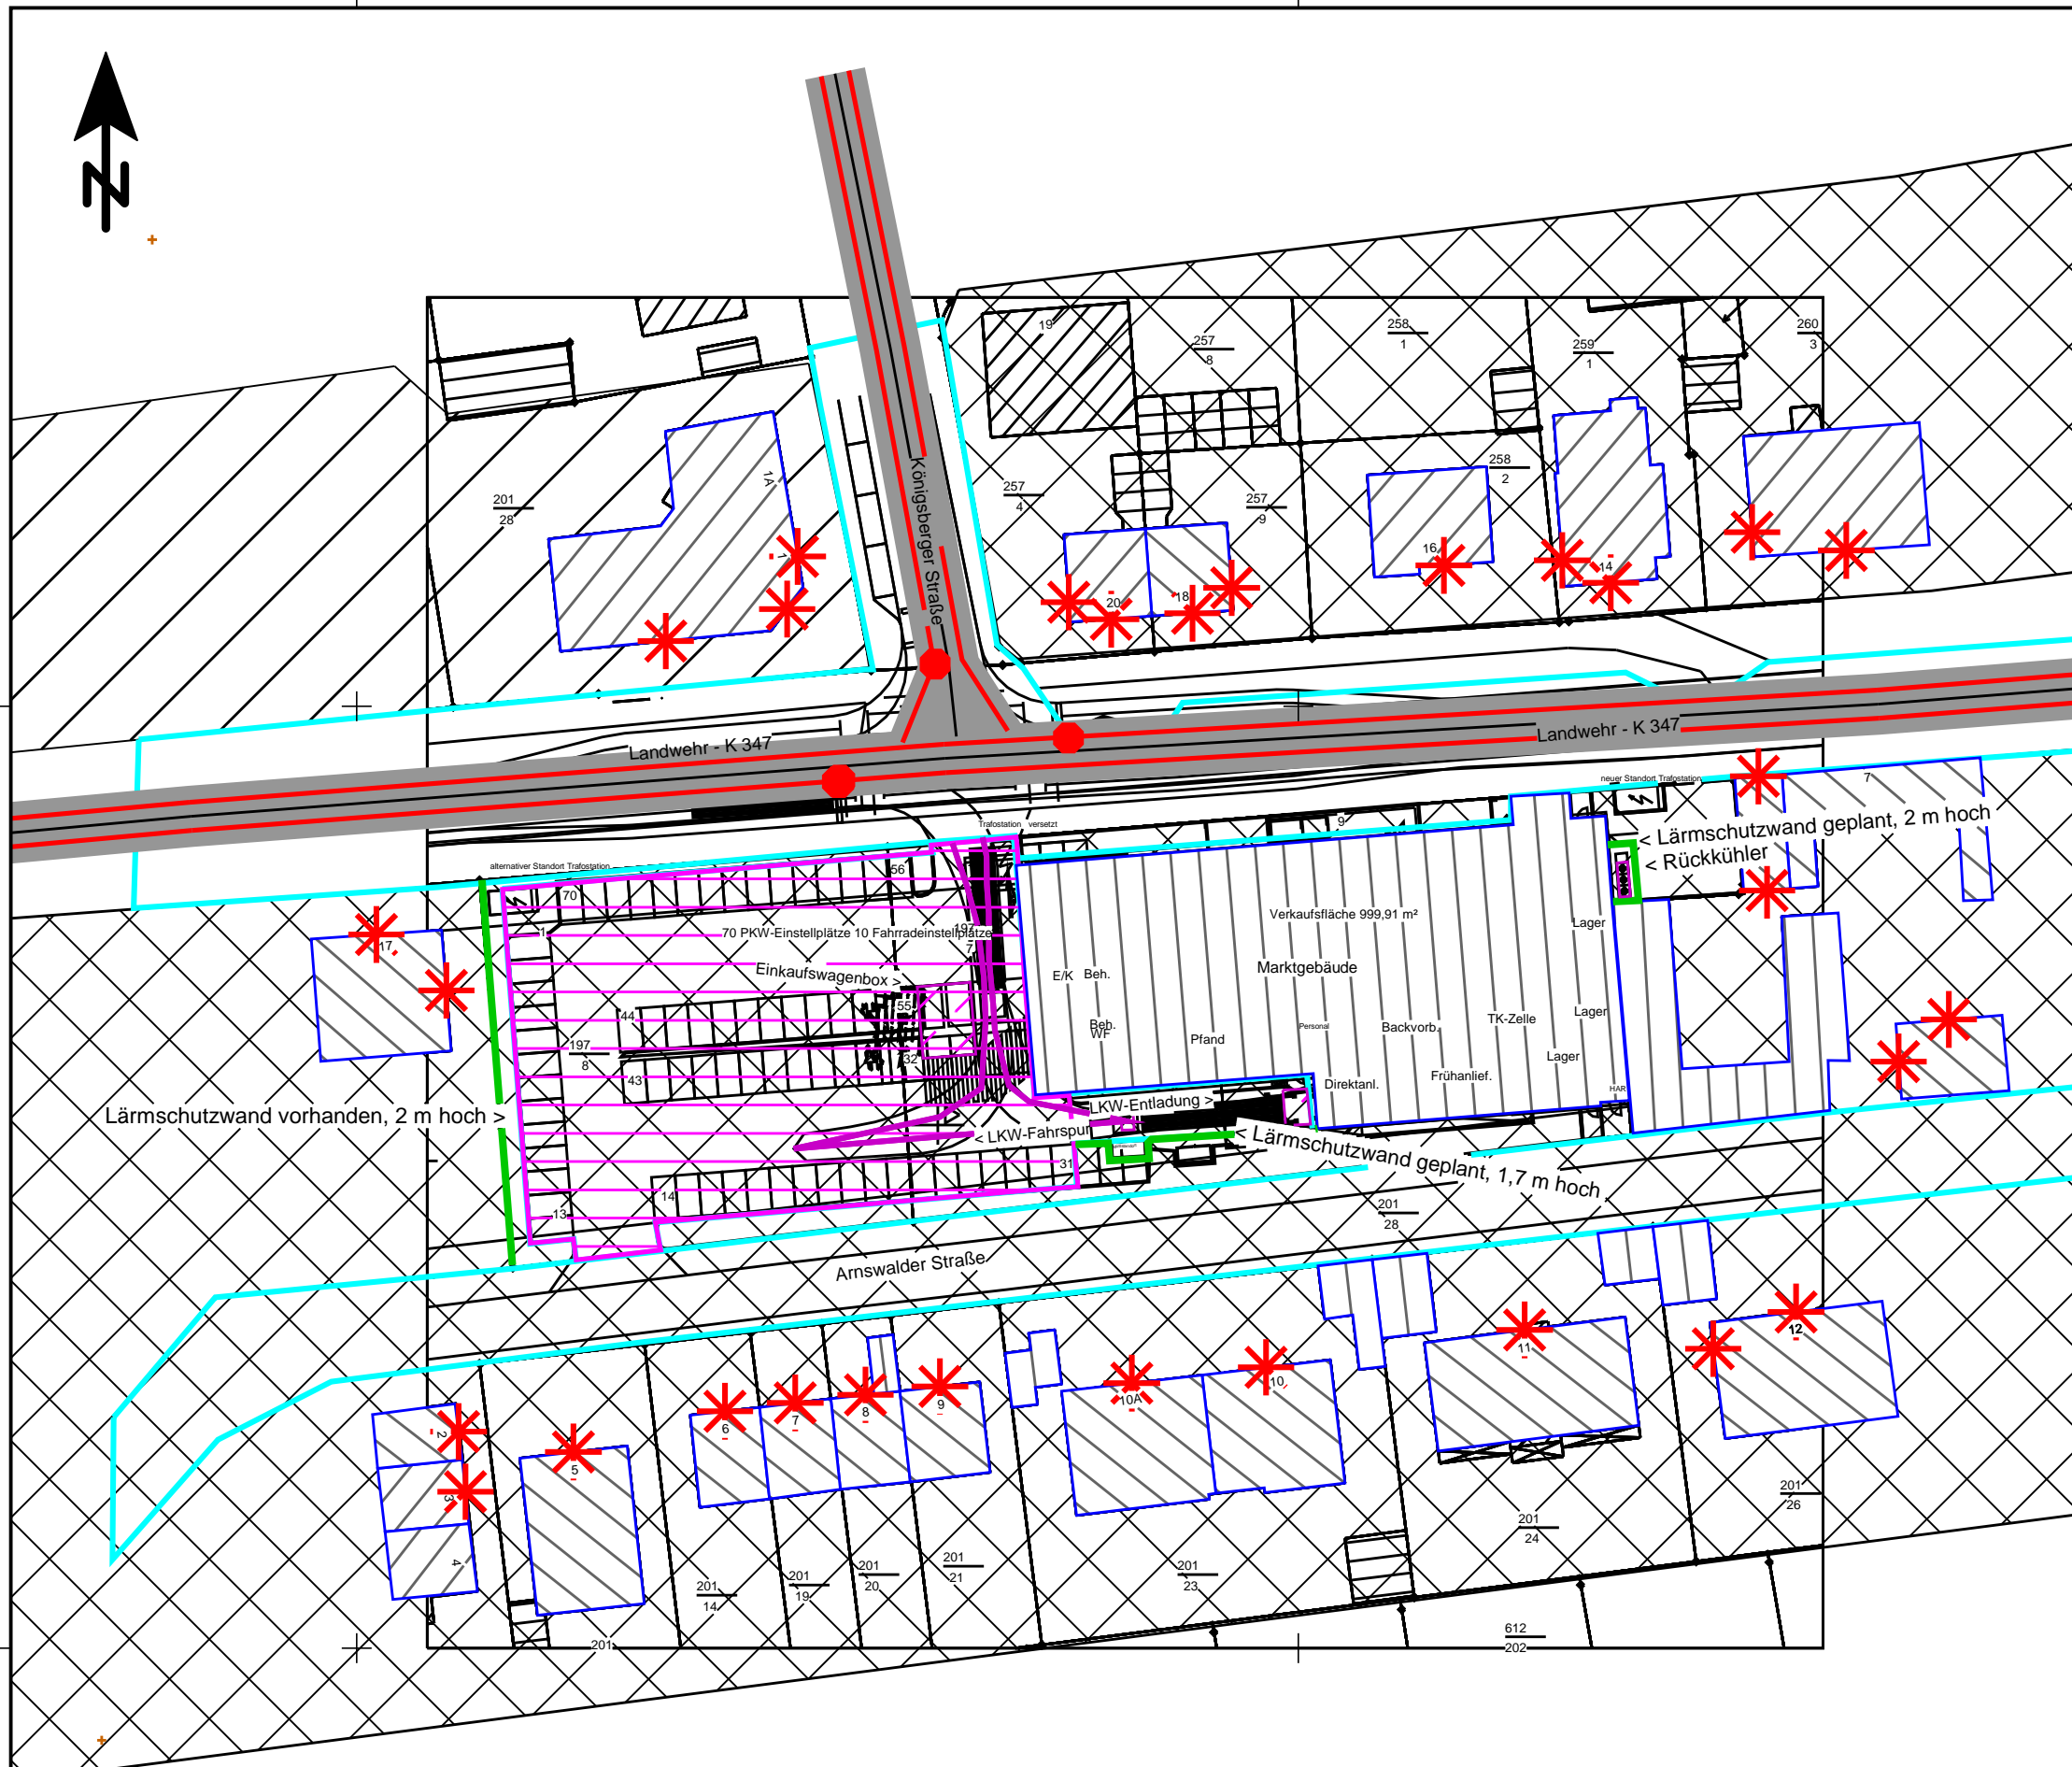 N
19
257
8
258
1
259
1
260
3
1A
201
28
257
4
257
9
258
2
Königsberger Straße
1
20
18
16
14
Landwehr - K 347
Landwehr - K 347
neuer Standort Trafostation
7
Trafostation versetzt
9
< Lärmschutzwand geplant, 2 m hoch
< Rückkühler
alternativer Standort Trafostation
56
70
17
1
70 PKW-Einstellplätze 10 Fahrradeinstellplätze
197
7
Verkaufsfläche 999,91 m²
Lager
Einkaufswagenbox >
E/K
Beh.
Marktgebäude
55
44
Beh.
WF
Pfand
Personal
Backvorb.
TK-Zelle
Lager
197
8
32
43
Direktanl.
Frühanlief.
Lager
HAR
Lärmschutzwand vorhanden, 2 m hoch >
LKW-Entladung >
< LKW-Fahrspur
< Lärmschutzwand geplant, 1,7 m hoch
31
14
13
201
28
Arnswalder Straße
2
3
4
5
6
7
8
9
10A
10
11
12
201
14
201
19
201
20
201
21
201
23
201
24
201
26
201
612
202